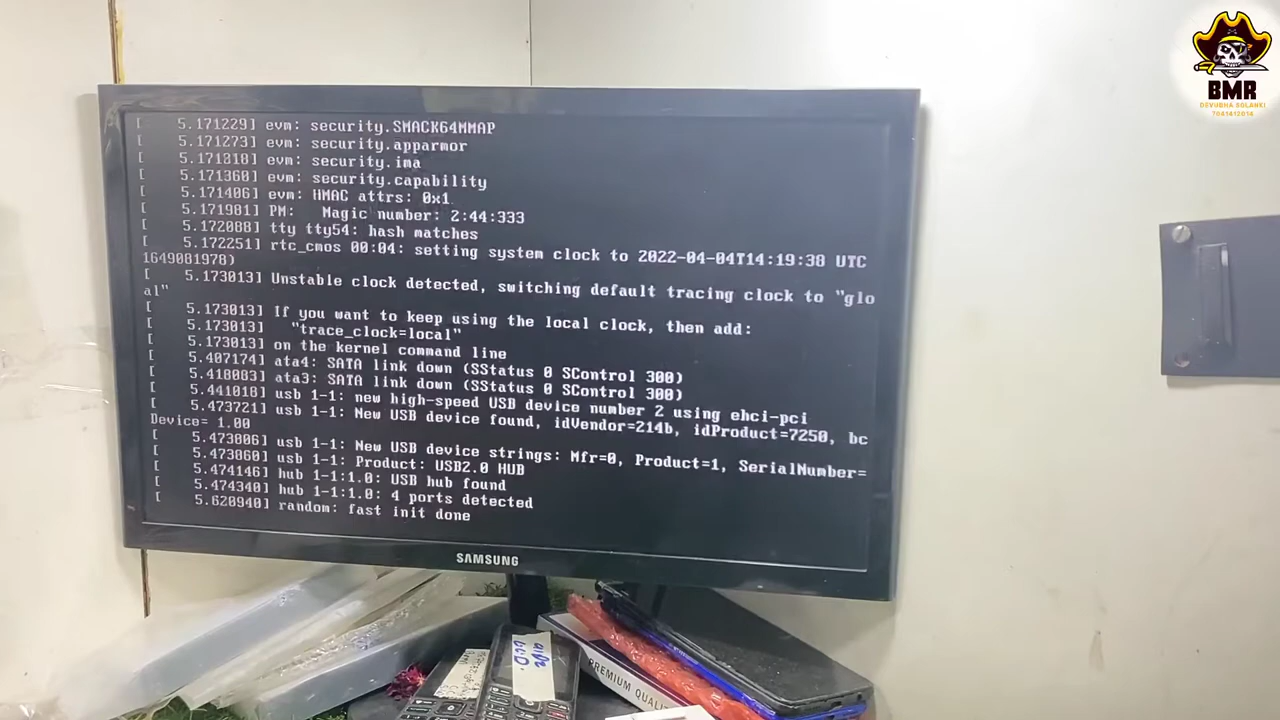 BMR
DEVUBHA SOLANKI
7041412014
[    5.171229] evm: security.SMACK64MMAP
[    5.171273] evm: security.apparmor
[    5.171318] evm: security.ima
[    5.171360] evm: security.capability
[    5.171406] evm: HMAC attrs: 0x1
[    5.171981] PM:   Magic number: 2:44:333
[    5.172088] tty tty54: hash matches
[    5.172251] rtc_cmos 00:04: setting system clock to 2022-04-04T14:19:38 UTC
1649081978)
[    5.173013] Unstable clock detected, switching default tracing clock to "glo
al"
[    5.173013] If you want to keep using the local clock, then add:
[    5.173013]   "trace_clock=local"
[    5.173013] on the kernel command line
[    5.407174] ata4: SATA link down (SStatus 0 SControl 300)
[    5.418083] ata3: SATA link down (SStatus 0 SControl 300)
[    5.441018] usb 1-1: new high-speed USB device number 2 using ehci-pci
[    5.473721] usb 1-1: New USB device found, idVendor=214b, idProduct=7250, bc
Device= 1.00
[    5.473806] usb 1-1: New USB device strings: Mfr=0, Product=1, SerialNumber=
[    5.473860] usb 1-1: Product: USB2.0 HUB
[    5.474146] hub 1-1:1.0: USB hub found
[    5.474340] hub 1-1:1.0: 4 ports detected
[    5.620940] random: fast init done
SAMSUNG
PREMIUM QUALI